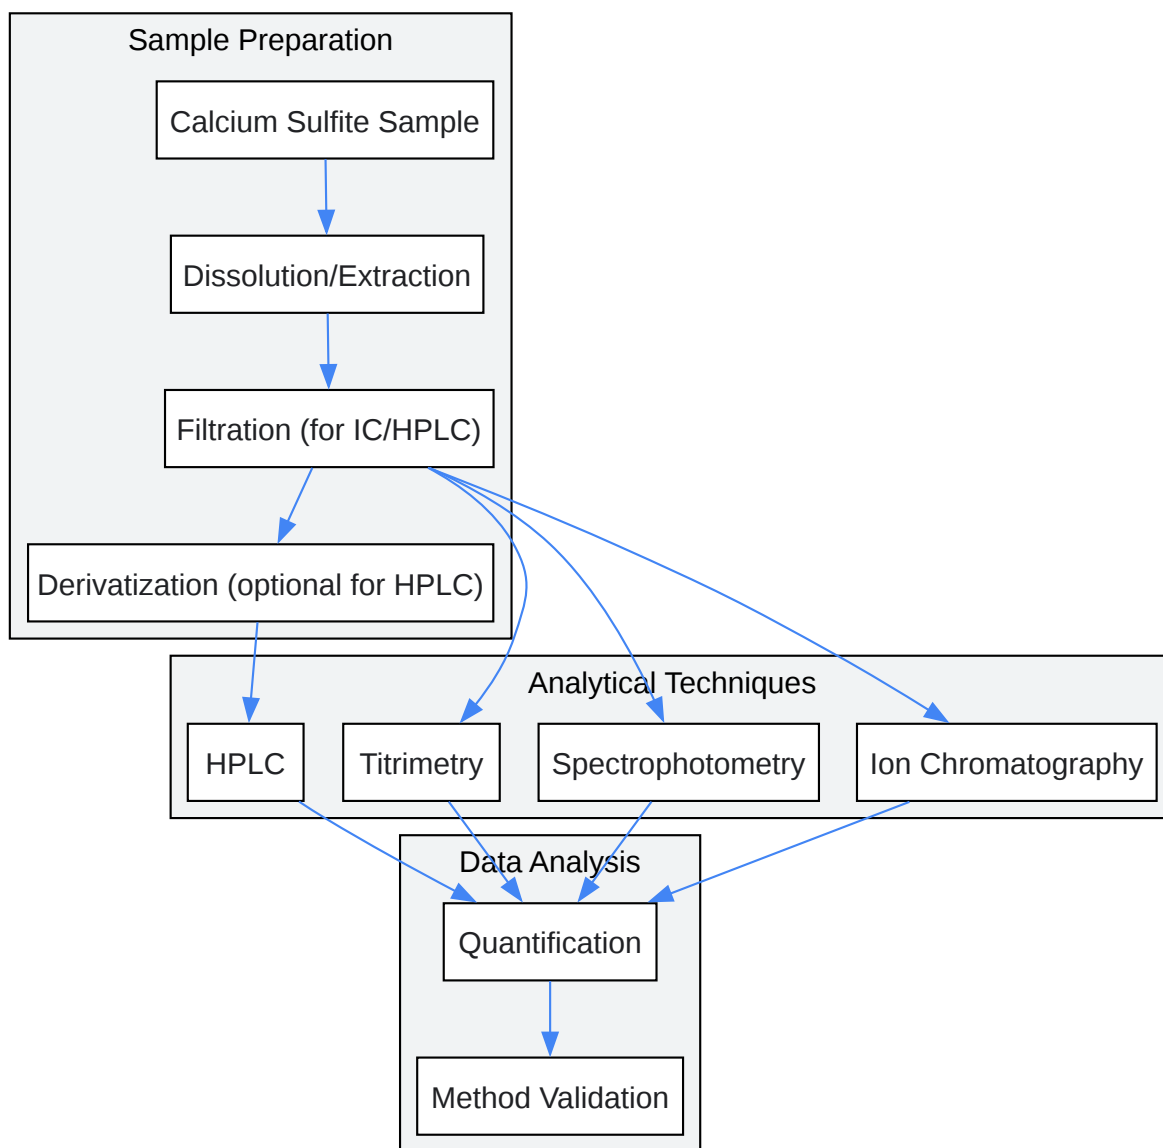 Sample Preparation
Calcium Sulfite Sample
Dissolution/Extraction
Filtration (for IC/HPLC)
Derivatization (optional for HPLC)
Analytical Techniques
HPLC
Titrimetry
Spectrophotometry
Ion Chromatography
Data Analysis
Quantification
Method Validation